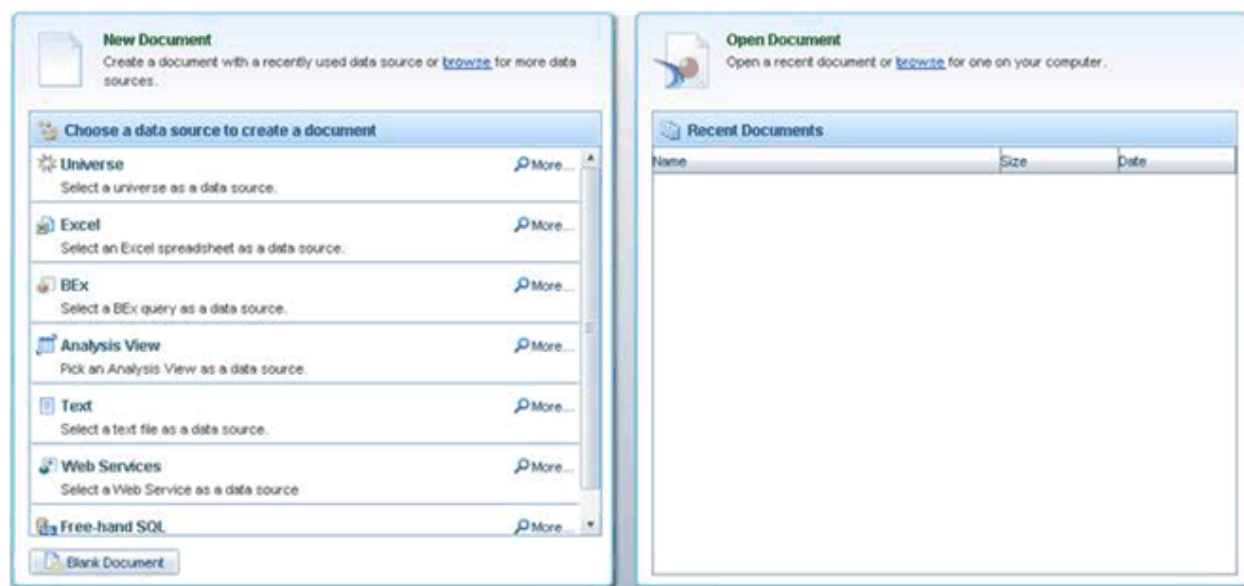 New Document
Create a document with a recently used data source or browse for more data
sources.
Choose a data source to create a document
Universe
More...
Select a universe as a data source.
Excel
More...
Select an Excel spreadsheet as a data source.
BEx
More...
Select a BEx query as a data source.
Analysis View
More...
Pick an Analysis View as a data source.
Text
More...
Select a text file as a data source.
Web Services
More...
Select a Web Service as a data source
Free-hand SQL
More...
Blank Document
Open Document
Open a recent document or browse for one on your computer.
Recent Documents
Name Size Date